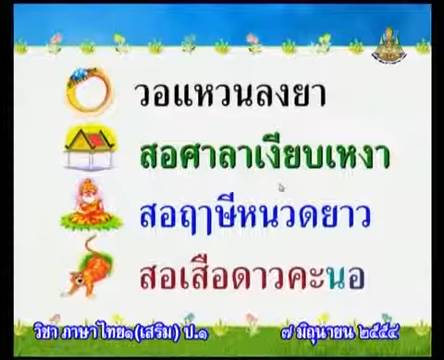 วอแหวนลงยา
สอศาลาเงียบเหงา
สอฤๅษีหนวดยาว
สอเสือดาวคะนอ
วิชา ภาษาไทย๑(เสริม) ป.๑
๗ มิถุนายน ๒๕๕๔